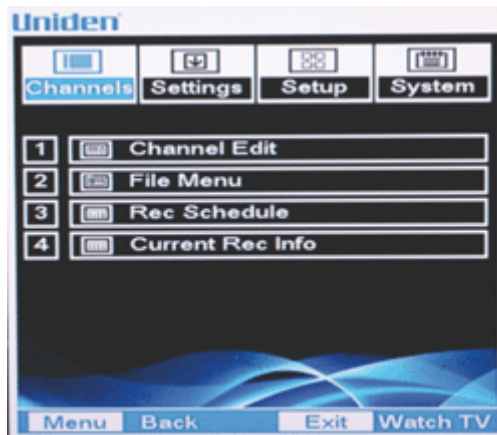 Uniden
Channels Settings Setup System
1 Channel Edit
2 File Menu
3 Rec Schedule
4 Current Rec Info
Menu Back Exit Watch TV